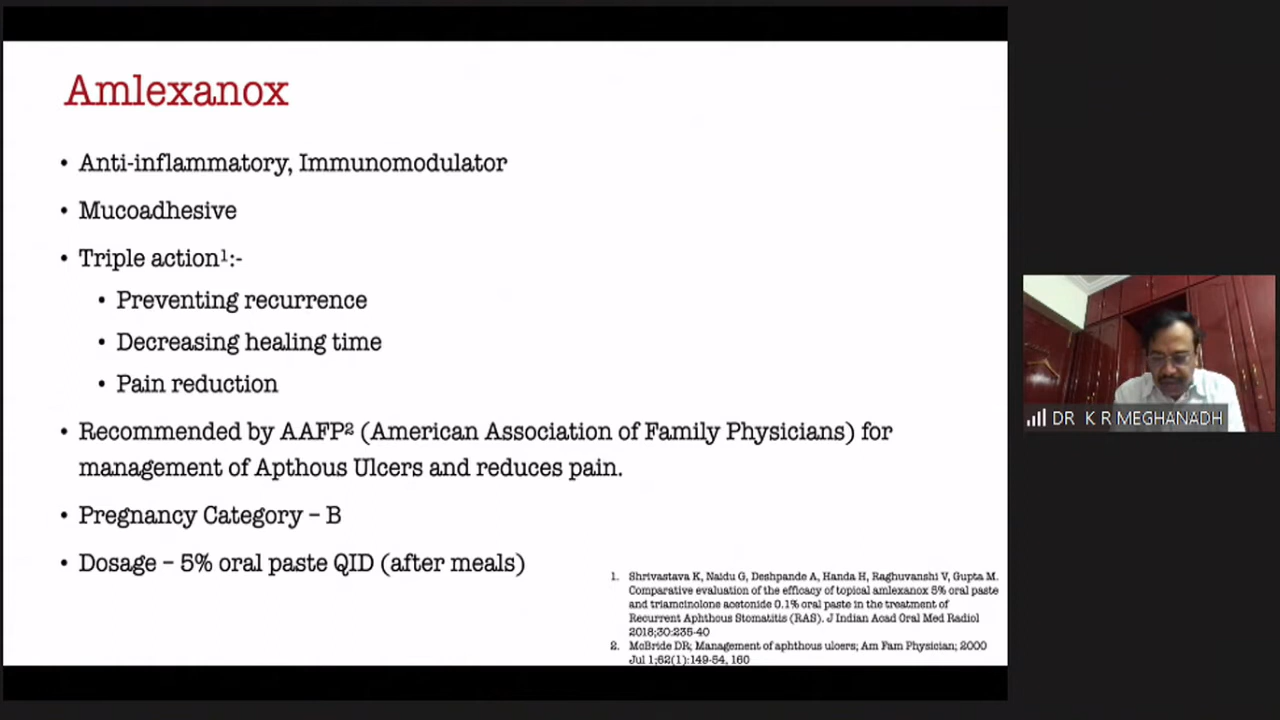 Amlexanox
• Anti-inflammatory, Immunomodulator
• Mucoadhesive
• Triple action¹:-
• Preventing recurrence
• Decreasing healing time
• Pain reduction
• Recommended by AAFP² (American Association of Family Physicians) for
management of Apthous Ulcers and reduces pain.
• Pregnancy Category – B
• Dosage – 5% oral paste QID (after meals)
1. Shrivastava K, Naidu G, Deshpande A, Handa H, Raghuvanshi V, Gupta M.
Comparative evaluation of the efficacy of topical amlexanox 5% oral paste
and triamcinolone acetonide 0.1% oral paste in the treatment of
Recurrent Aphthous Stomatitis (RAS). J Indian Acad Oral Med Radiol
2018;30:235-40
2. McBride DR; Management of aphthous ulcers; Am Fam Physician; 2000
Jul 1;62(1):149-54, 160
DR K R MEGHANADH